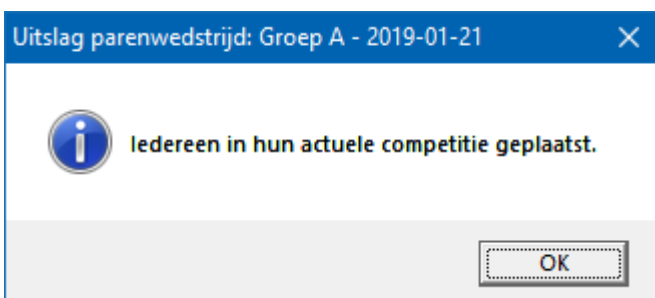 Uitslag parenwedstrijd: Groep A - 2019-01-21
Iedereen in hun actuele competitie geplaatst.
OK